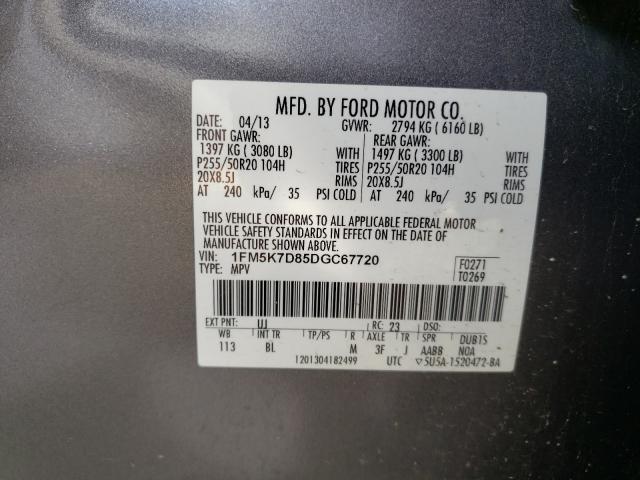 MFD. BY FORD MOTOR CO.
DATE: 04/13 GVWR: 2794 KG ( 6160 LB)
FRONT GAWR: REAR GAWR:
1397 KG ( 3080 LB) WITH 1497 KG ( 3300 LB) WITH
P255/50R20 104H TIRES P255/50R20 104H TIRES
20X8.5J RIMS 20X8.5J RIMS
AT 240 kPa/ 35 PSI COLD AT 240 kPa/ 35 PSI COLD
THIS VEHICLE CONFORMS TO ALL APPLICABLE FEDERAL MOTOR
VEHICLE SAFETY STANDARDS IN EFFECT ON THE DATE OF
MANUFACTURE SHOWN ABOVE.
VIN: 1FM5K7D85DGC67720 F0271
TYPE: MPV T0269
EXT PNT: UJ RC: 23 DSO:
WB INT TR TP/PS R AXLE TR SPR DUB1S
113 BL M 3F J AABB NOA
1201304182499 UTC ▽5U5A-1520472-BA